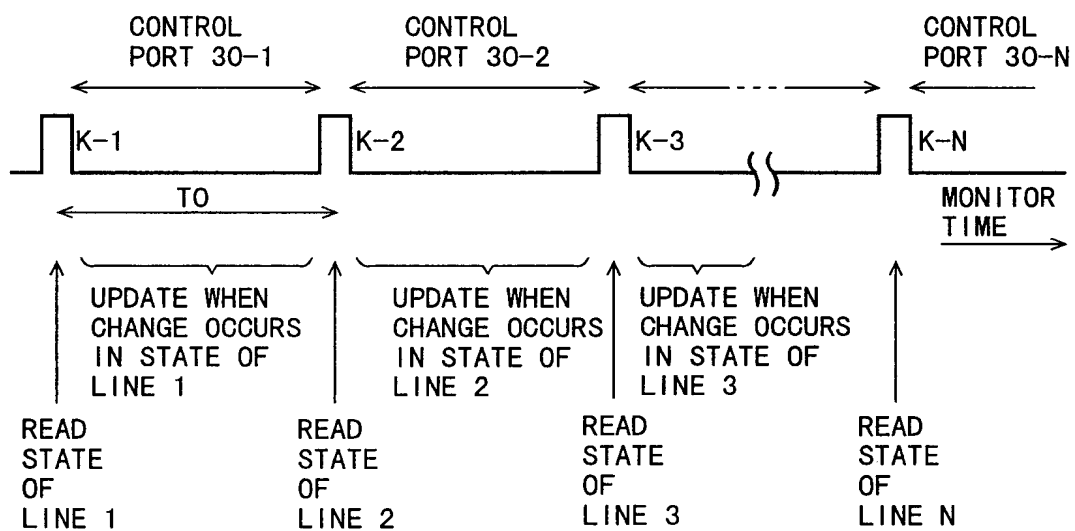 CONTROL
PORT 30-1
CONTROL
PORT 30-2
CONTROL
PORT 30-N
K-1
K-2
K-3
K-N
TO
MONITOR
TIME
UPDATE WHEN
CHANGE OCCURS
IN STATE OF
LINE 1
UPDATE WHEN
CHANGE OCCURS
IN STATE OF
LINE 2
UPDATE WHEN
CHANGE OCCURS
IN STATE OF
LINE 3
READ
STATE
OF
LINE 1
READ
STATE
OF
LINE 2
READ
STATE
OF
LINE 3
READ
STATE
OF
LINE N